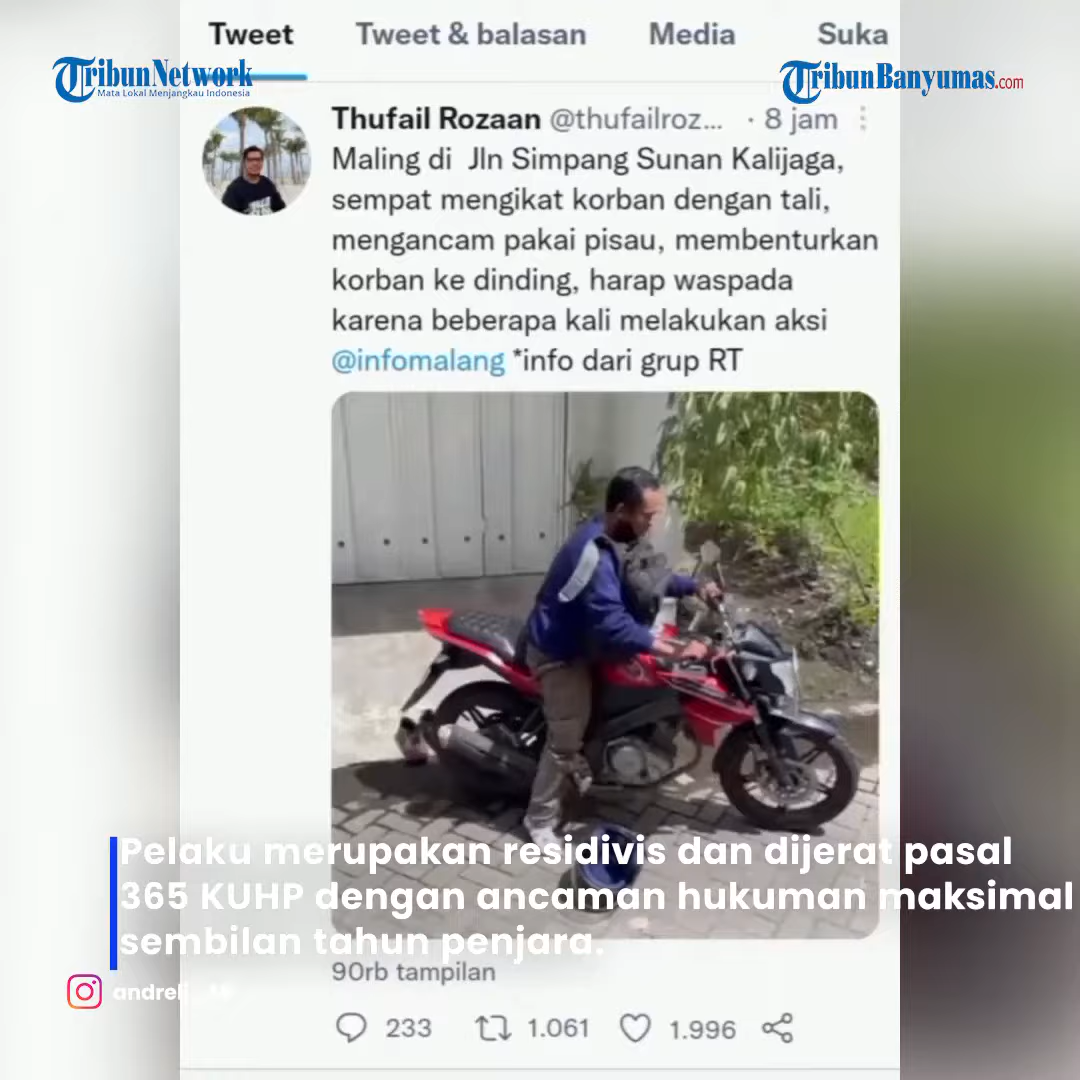 Tweet Tweet & balasan Media Suka
TribunNetwork
Mata Lokal Menjangkau Indonesia
TribunBanyumas.com
Thufail Rozaan @thufailroz... · 8 jam
Maling di Jln Simpang Sunan Kalijaga,
sempat mengikat korban dengan tali,
mengancam pakai pisau, membenturkan
korban ke dinding, harap waspada
karena beberapa kali melakukan aksi
@infomalang *info dari grup RT
Pelaku merupakan residivis dan dijerat pasal
365 KUHP dengan ancaman hukuman maksimal
sembilan tahun penjara.
90rb tampilan
233 1.061 1.996